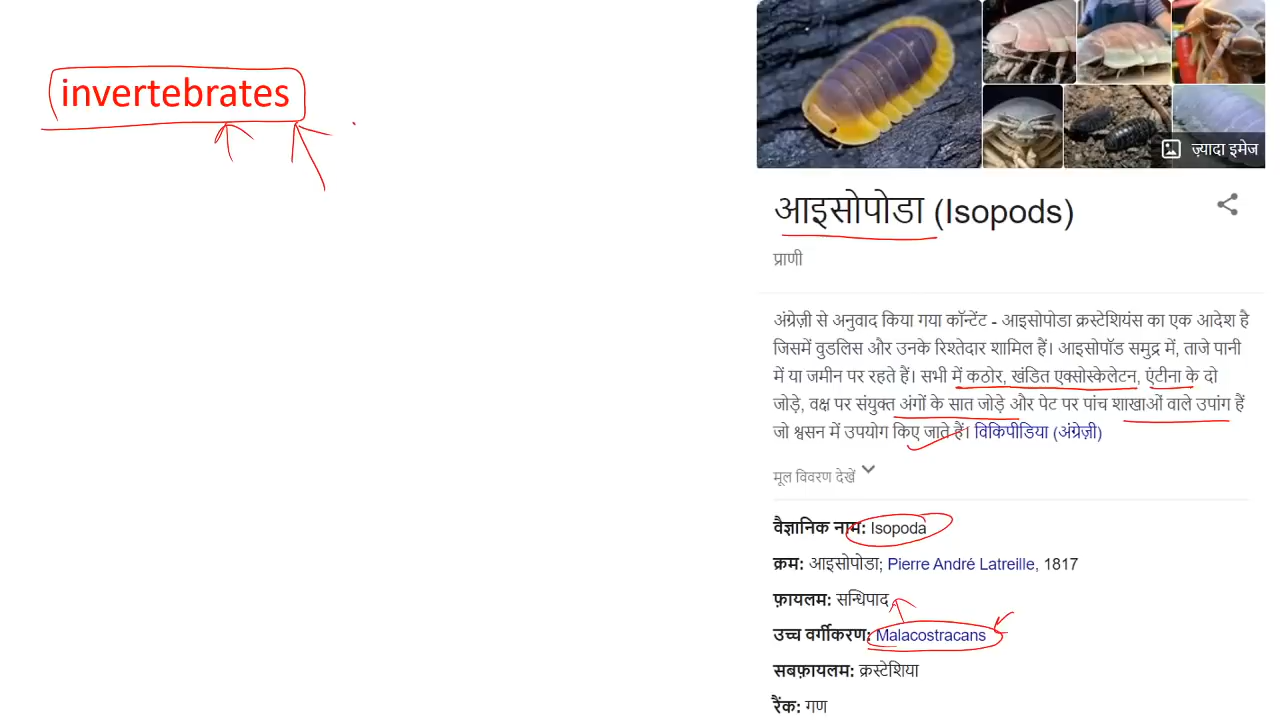 invertebrates
ज़्यादा इमेज
आइसोपोडा (Isopods)
प्राणी
अंग्रेज़ी से अनुवाद किया गया कॉन्टेंट - आइसोपोडा क्रस्टेशियंस का एक आदेश है
जिसमें वुडलिस और उनके रिश्तेदार शामिल हैं। आइसोपॉड समुद्र में, ताजे पानी
में या जमीन पर रहते हैं। सभी में कठोर, खंडित एक्सोस्केलेटन, एंटीना के दो
जोड़े, वक्ष पर संयुक्त अंगों के सात जोड़े और पेट पर पांच शाखाओं वाले उपांग हैं
जो श्वसन में उपयोग किए जाते हैं। विकिपीडिया (अंग्रेज़ी)
मूल विवरण देखें
वैज्ञानिक नाम: Isopoda
क्रम: आइसोपोडा; Pierre André Latreille, 1817
फ़ायलम: सन्धिपाद
उच्च वर्गीकरण: Malacostracans
सबफ़ायलम: क्रस्टेशिया
रैंक: गण